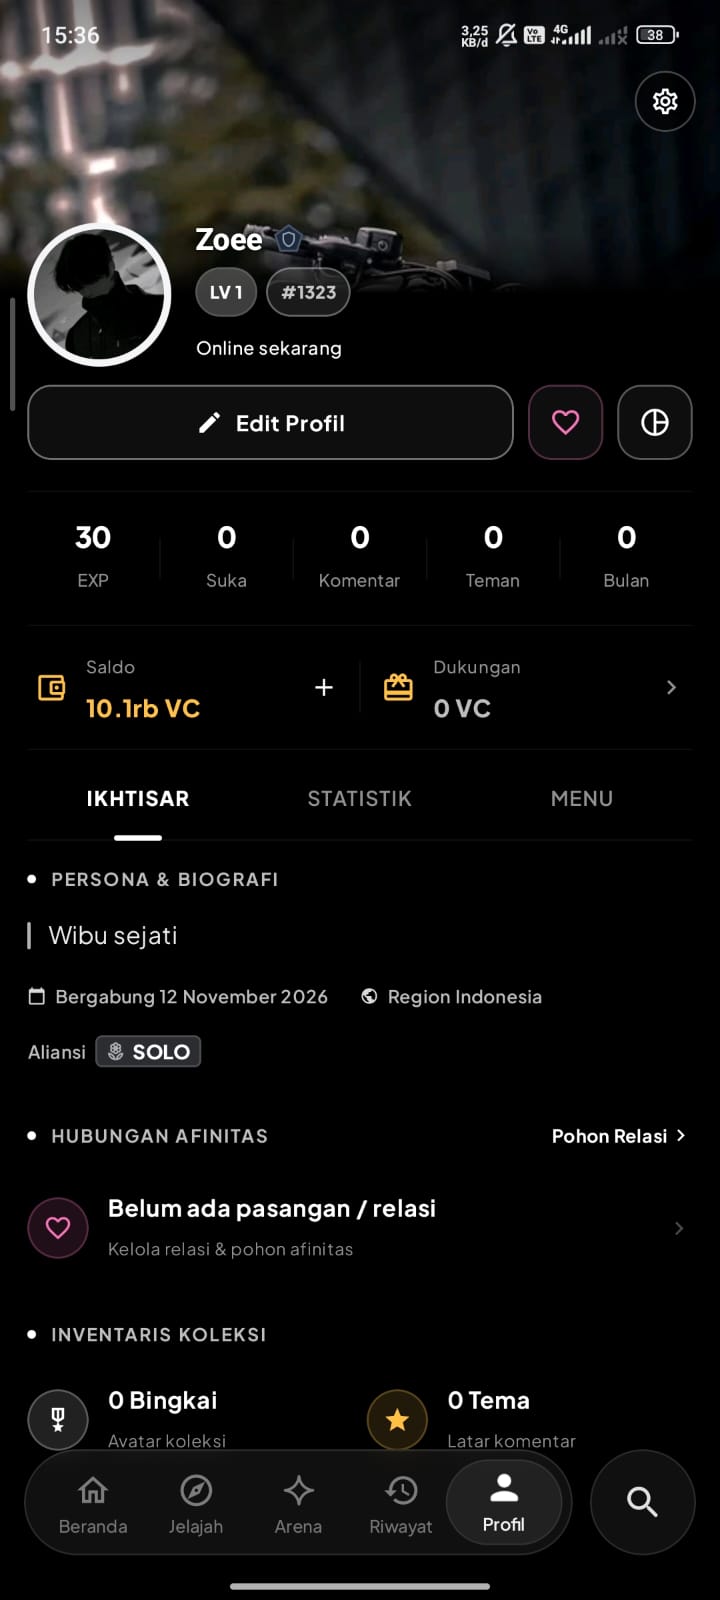 15:36
3,25 KB/d
Vo LTE
4G
38
Zoee
LV 1
#1323
Online sekarang
Edit Profil
30
0
0
0
0
EXP
Suka
Komentar
Teman
Bulan
Saldo
10.1rb VC
Dukungan
0 VC
IKHTISAR
STATISTIK
MENU
PERSONA & BIOGRAFI
Wibu sejati
Bergabung 12 November 2026
Region Indonesia
Aliansi
SOLO
HUBUNGAN AFINITAS
Pohon Relasi
Belum ada pasangan / relasi
Kelola relasi & pohon afinitas
INVENTARIS KOLEKSI
0 Bingkai
Avatar koleksi
0 Tema
Latar komentar
Beranda
Jelajah
Arena
Riwayat
Profil